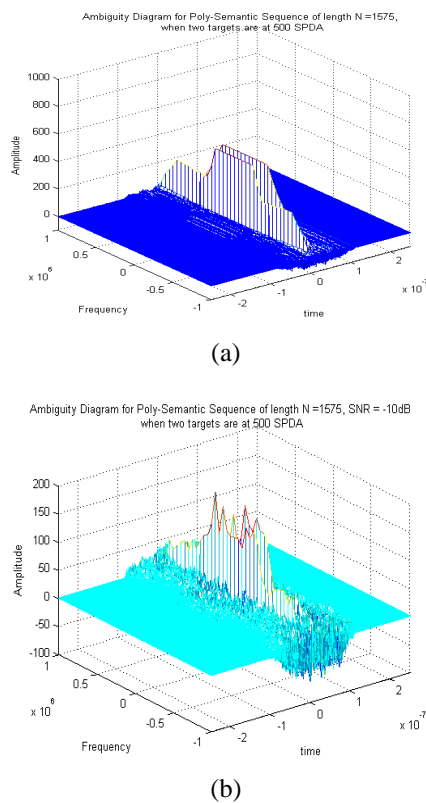 Ambiguity Diagram for Poly-Semantic Sequence of length N =1575,
when two targets are at 500 SPDA
1000
800
600
400
200
0
Amplitude
1
0.5
0
-0.5
-1
x 10^6
Frequency
-2
-1
0
1
2
x 10^-7
time
(a)
Ambiguity Diagram for Poly-Semantic Sequence of length N =1575, SNR = -10dB
when two targets are at 500 SPDA
200
150
100
50
0
-50
-100
Amplitude
1
0.5
0
-0.5
-1
x 10^6
Frequency
-2
-1
0
1
2
x 10^-7
time
(b)